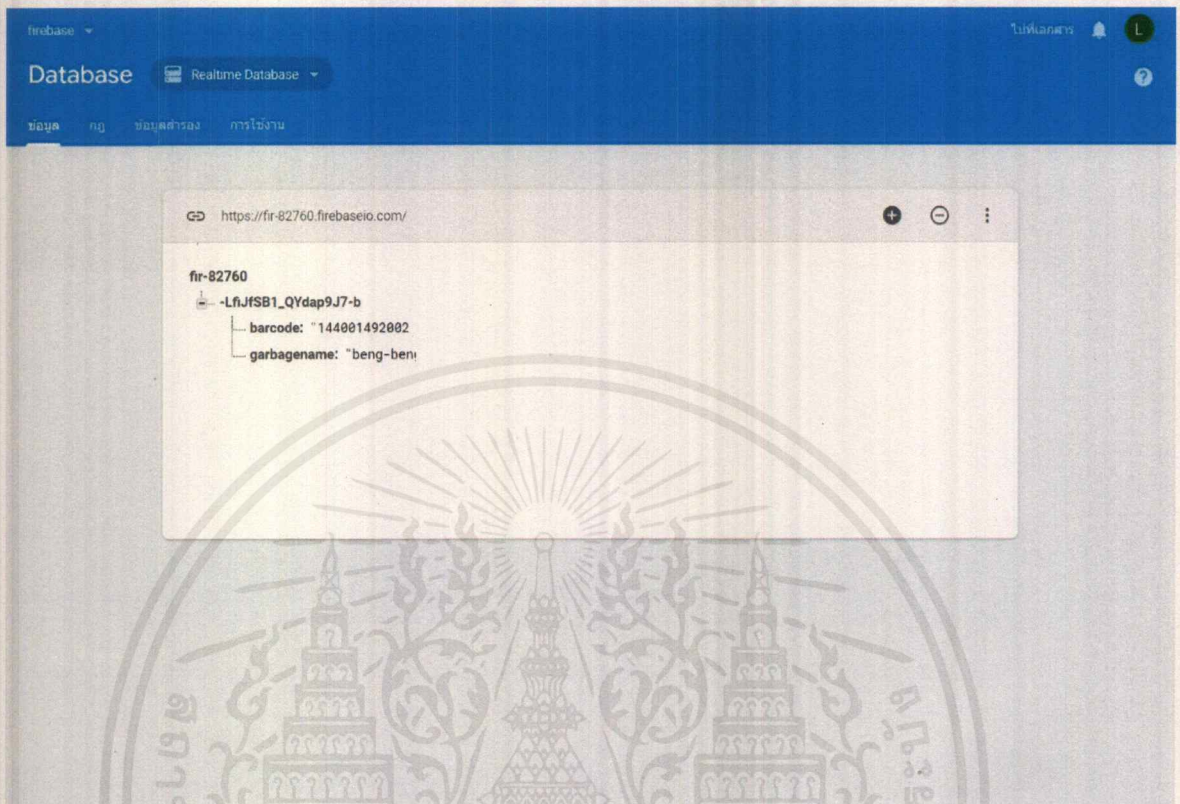 firebase ไปที่เอกสาร L
Database Realtime Database ?
ข้อมูล กฎ ข้อมูลสำรอง การใช้งาน
https://fir-82760.firebaseio.com/
fir-82760
-LfiJfSB1_QYdap9J7-b
barcode: "144001492002
garbagename: "beng-ben